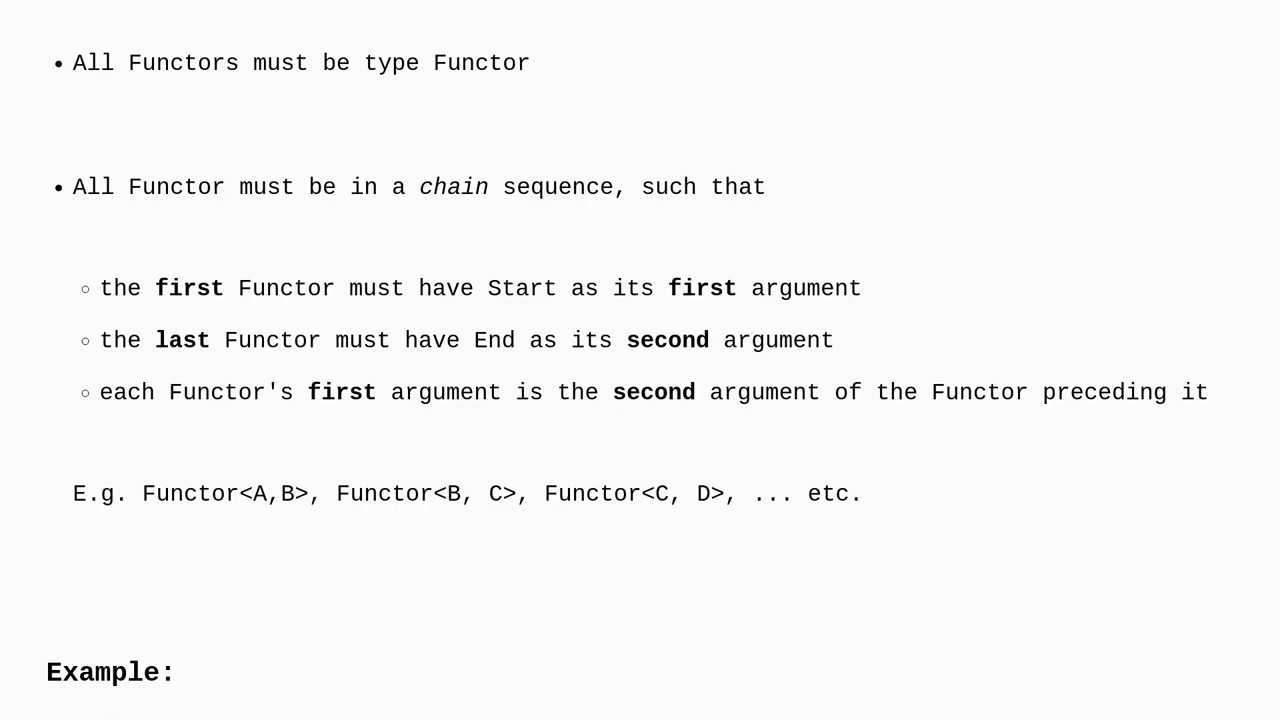 • All Functors must be type Functor
• All Functor must be in a chain sequence, such that
○ the first Functor must have Start as its first argument
○ the last Functor must have End as its second argument
○ each Functor's first argument is the second argument of the Functor preceding it
E.g. Functor<A,B>, Functor<B, C>, Functor<C, D>, ... etc.
Example: